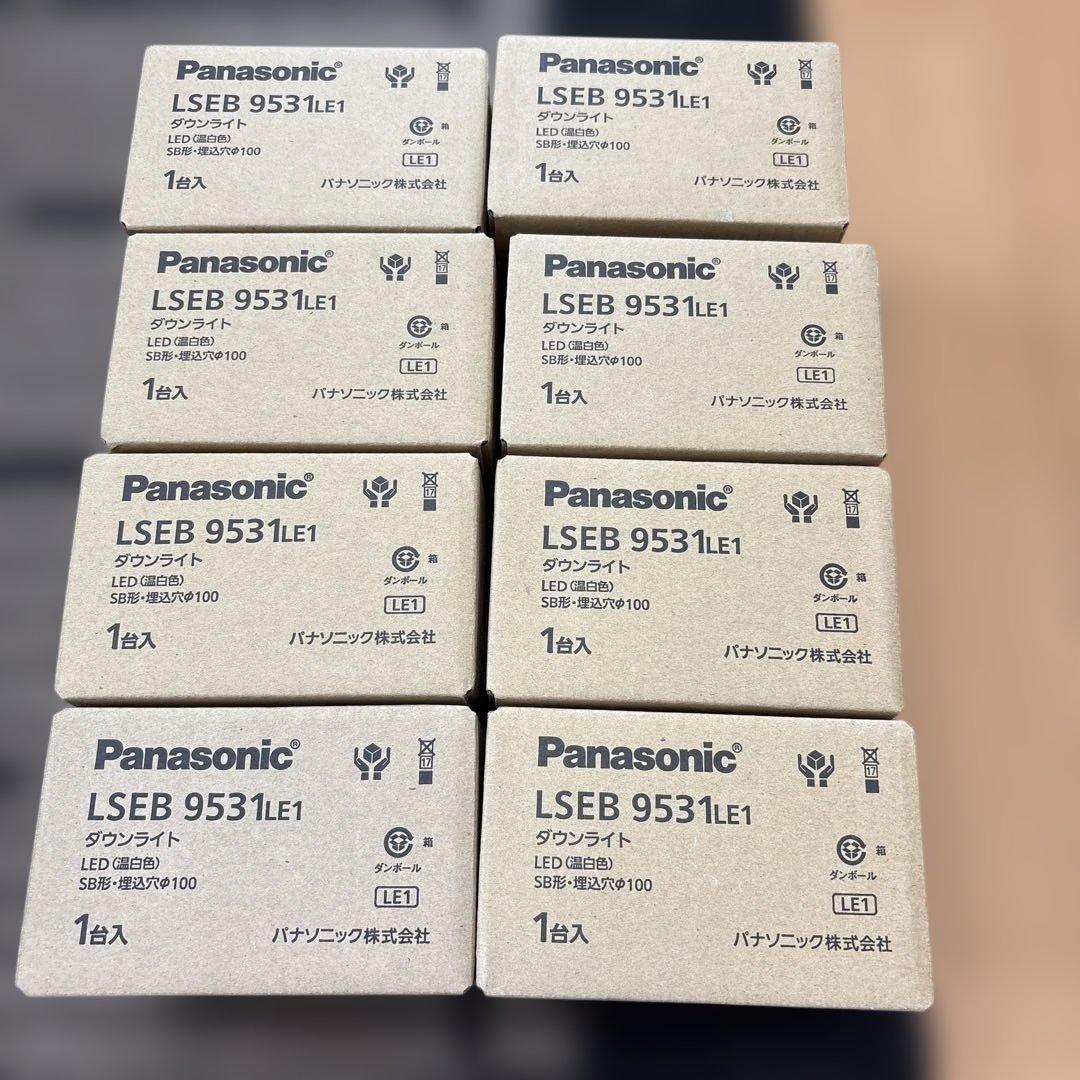 Panasonic®
LSEB 9531LE1
ダウンライト
LED（温白色）
SB形・埋込穴φ100
1台入
17
箱
ダンボール
LE1
パナソニック株式会社
Panasonic®
LSEB 9531LE1
ダウンライト
LED（温白色）
SB形・埋込穴φ100
1台入
17
箱
ダンボール
LE1
パナソニック株式会社
Panasonic®
LSEB 9531LE1
ダウンライト
LED（温白色）
SB形・埋込穴φ100
1台入
17
箱
ダンボール
LE1
パナソニック株式会社
Panasonic®
LSEB 9531LE1
ダウンライト
LED（温白色）
SB形・埋込穴φ100
1台入
17
箱
ダンボール
LE1
パナソニック株式会社
Panasonic®
LSEB 9531LE1
ダウンライト
LED（温白色）
SB形・埋込穴φ100
1台入
17
箱
ダンボール
LE1
パナソニック株式会社
Panasonic®
LSEB 9531LE1
ダウンライト
LED（温白色）
SB形・埋込穴φ100
1台入
17
箱
ダンボール
LE1
パナソニック株式会社
Panasonic®
LSEB 9531LE1
ダウンライト
LED（温白色）
SB形・埋込穴φ100
1台入
17
箱
ダンボール
LE1
パナソニック株式会社
Panasonic®
LSEB 9531LE1
ダウンライト
LED（温白色）
SB形・埋込穴φ100
1台入
17
箱
ダンボール
LE1
パナソニック株式会社